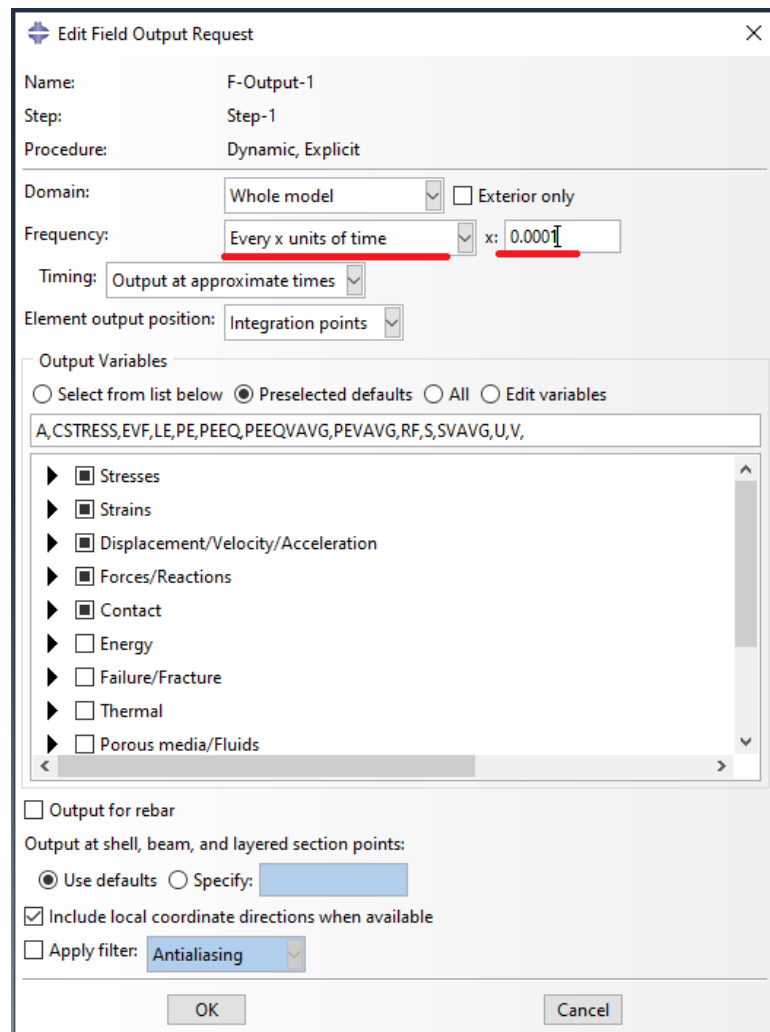 Edit Field Output Request
Name: F-Output-1
Step: Step-1
Procedure: Dynamic, Explicit
Domain: Whole model Exterior only
Frequency: Every x units of time x: 0.0001
Timing: Output at approximate times
Element output position: Integration points
Output Variables
Select from list below Preselected defaults All Edit variables
A,CSTRESS,EVF,LE,PE,PEEQ,PEEQVAVG,PEVAVG,RF,S,SVAVG,U,V,
Stresses
Strains
Displacement/Velocity/Acceleration
Forces/Reactions
Contact
Energy
Failure/Fracture
Thermal
Porous media/Fluids
Output for rebar
Output at shell, beam, and layered section points:
Use defaults Specify:
Include local coordinate directions when available
Apply filter: Antialiasing
OK Cancel